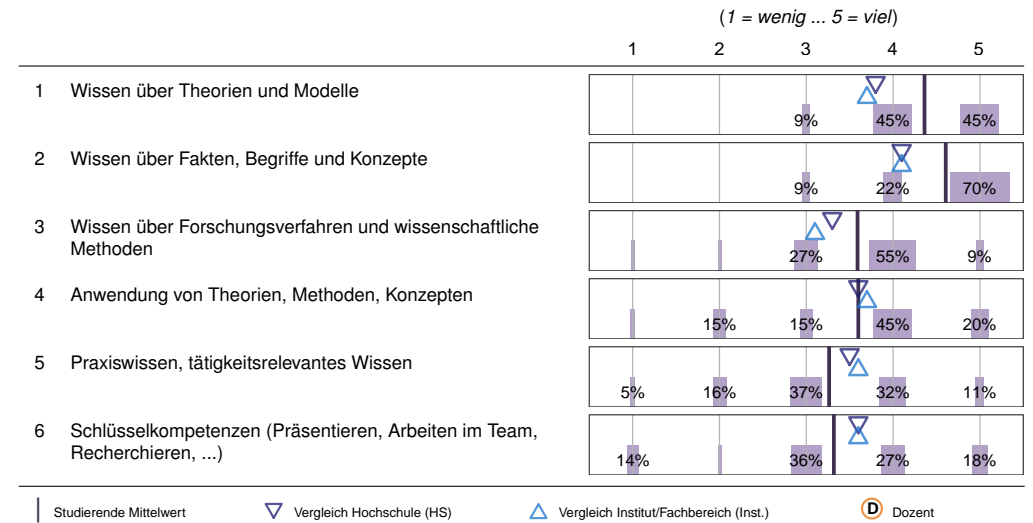 (1 = wenig ... 5 = viel)
1 2 3 4 5
1 Wissen über Theorien und Modelle
9% 45% 45%
2 Wissen über Fakten, Begriffe und Konzepte
9% 22% 70%
3 Wissen über Forschungsverfahren und wissenschaftliche
Methoden
27% 55% 9%
4 Anwendung von Theorien, Methoden, Konzepten
15% 15% 45% 20%
5 Praxiswissen, tätigkeitsrelevantes Wissen
5% 16% 37% 32% 11%
6 Schlüsselkompetenzen (Präsentieren, Arbeiten im Team,
Recherchieren, ...)
14% 36% 27% 18%
Studierende Mittelwert Vergleich Hochschule (HS) Vergleich Institut/Fachbereich (Inst.) D Dozent